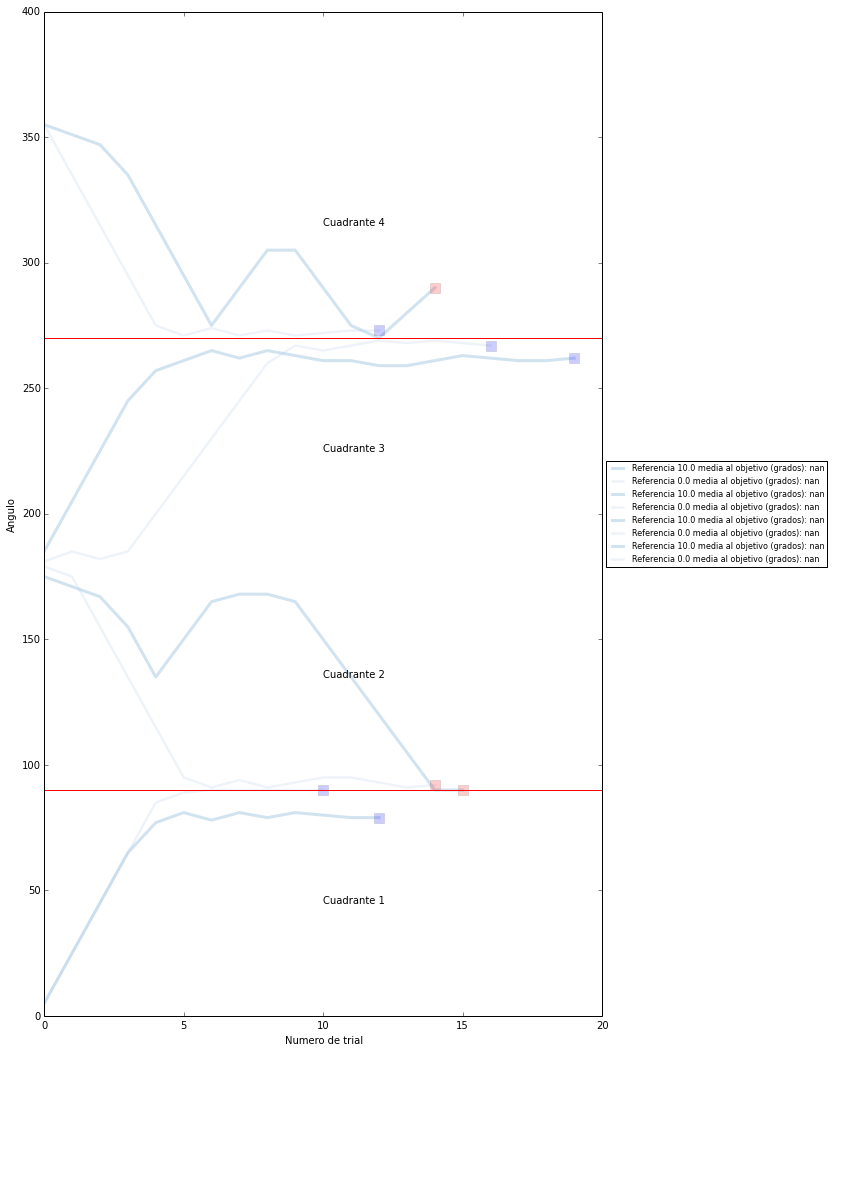 400
350
300
250
200
150
100
50
0
Angulo
Cuadrante 4
Cuadrante 3
Cuadrante 2
Cuadrante 1
0 5 10 15 20
Numero de trial
Referencia 10.0 media al objetivo (grados): nan
Referencia 0.0 media al objetivo (grados): nan
Referencia 10.0 media al objetivo (grados): nan
Referencia 0.0 media al objetivo (grados): nan
Referencia 10.0 media al objetivo (grados): nan
Referencia 0.0 media al objetivo (grados): nan
Referencia 10.0 media al objetivo (grados): nan
Referencia 0.0 media al objetivo (grados): nan